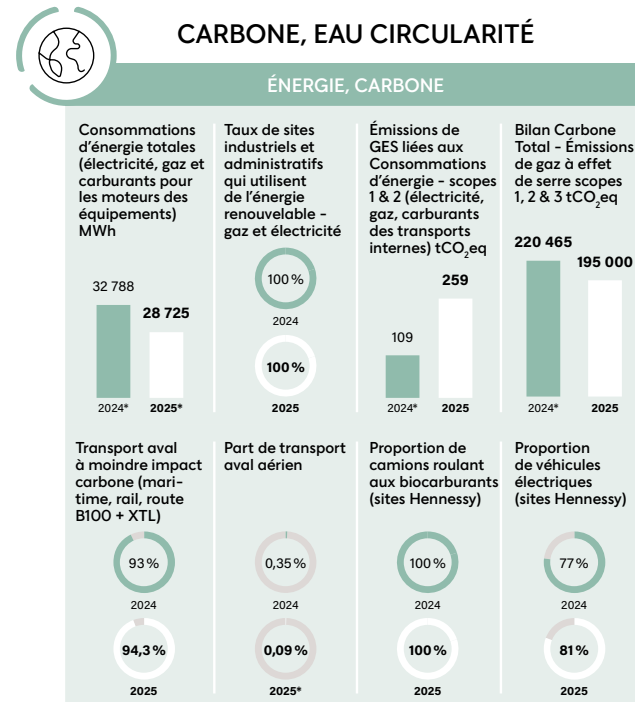 CARBONE, EAU CIRCULARITÉ
ÉNERGIE, CARBONE
Consommations
d'énergie totales
(électricité, gaz et
carburants pour
les moteurs des
équipements)
MWh
32 788
28 725
2024*
2025*
Taux de sites
industriels et
administratifs
qui utilisent
de l'énergie
renouvelable -
gaz et électricité
100 %
2024
100 %
2025
Émissions de
GES liées aux
Consommations
d'énergie - scopes
1 & 2 (électricité,
gaz, carburants
des transports
internes) tCO₂eq
259
109
2024*
2025
Bilan Carbone
Total - Émissions
de gaz à effet
de serre scopes
1, 2 & 3 tCO₂eq
220 465
195 000
2024*
2025
Transport aval
à moindre impact
carbone (mari-
time, rail, route
B100 + XTL)
93 %
2024
94,3 %
2025
Part de transport
aval aérien
0,35 %
2024
0,09 %
2025*
Proportion de
camions roulant
aux biocarburants
(sites Hennessy)
100 %
2024
100 %
2025
Proportion
de véhicules
électriques
(sites Hennessy)
77 %
2024
81 %
2025